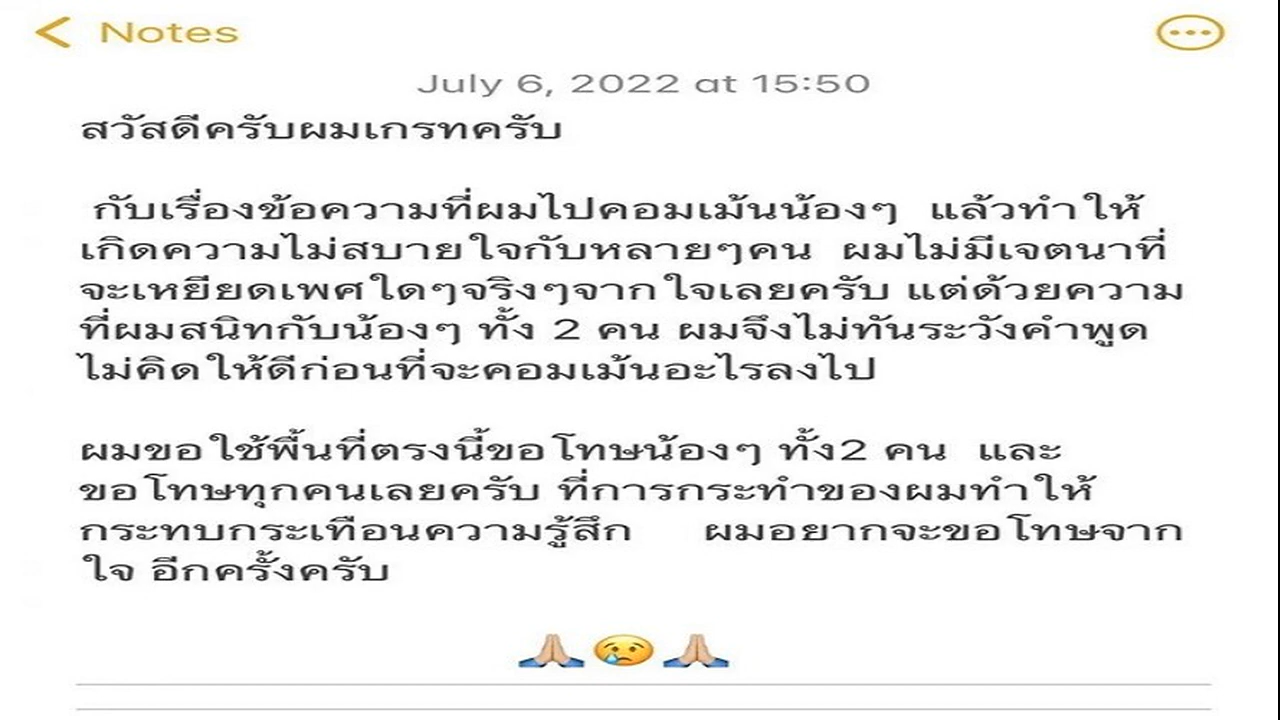 Notes
July 6, 2022 at 15:50
สวัสดีครับผมเกรทครับ
กับเรื่องข้อความที่ผมไปคอมเม้นน้องๆ แล้วทำให้
เกิดความไม่สบายใจกับหลายๆคน ผมไม่มีเจตนาที่
จะเหยียดเพศใดๆจริงๆจากใจเลยครับ แต่ด้วยความ
ที่ผมสนิทกับน้องๆ ทั้ง 2 คน ผมจึงไม่ทันระวังคำพูด
ไม่คิดให้ดีก่อนที่จะคอมเม้นอะไรลงไป
ผมขอใช้พื้นที่ตรงนี้ขอโทษน้องๆ ทั้ง2 คน และ
ขอโทษทุกคนเลยครับ ที่การกระทำของผมทำให้
กระทบกระเทือนความรู้สึก ผมอยากจะขอโทษจาก
ใจ อีกครั้งครับ
🙏🏼😢🙏🏼